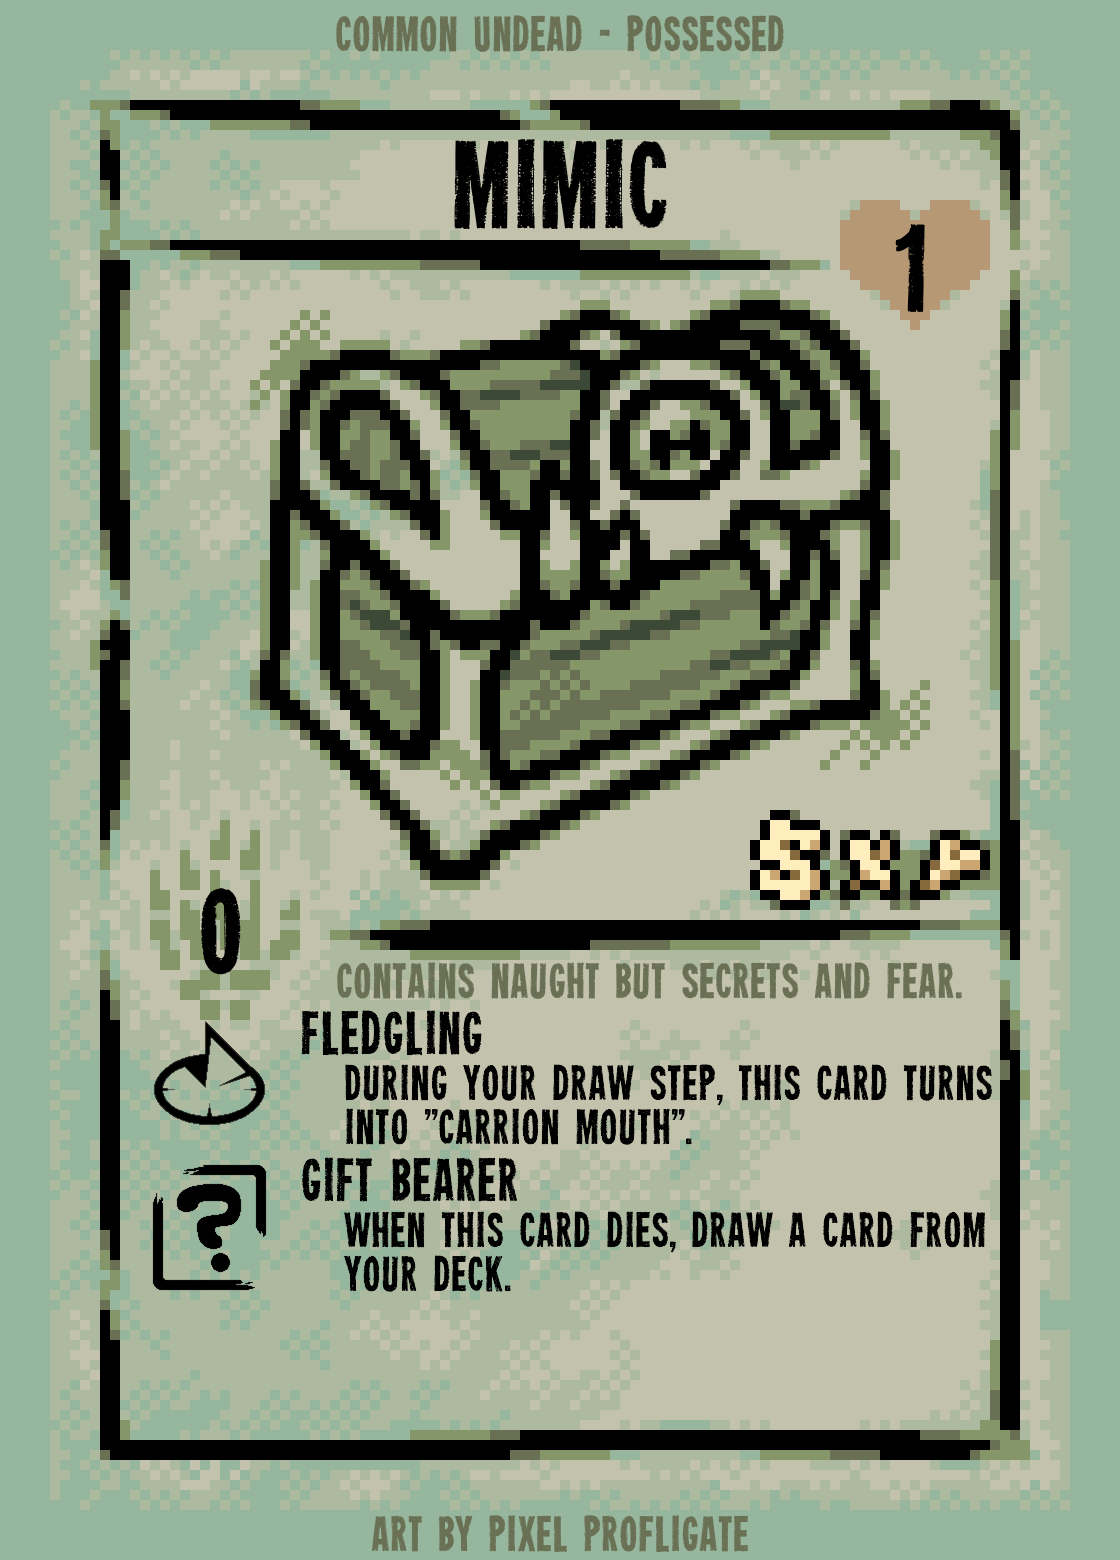 COMMON UNDEAD - POSSESSED
MIMIC
1
0
CONTAINS NAUGHT BUT SECRETS AND FEAR.
FLEDGLING
DURING YOUR DRAW STEP, THIS CARD TURNS
INTO "CARRION MOUTH".
GIFT BEARER
?
WHEN THIS CARD DIES, DRAW A CARD FROM
YOUR DECK.
ART BY PIXEL PROFLIGATE